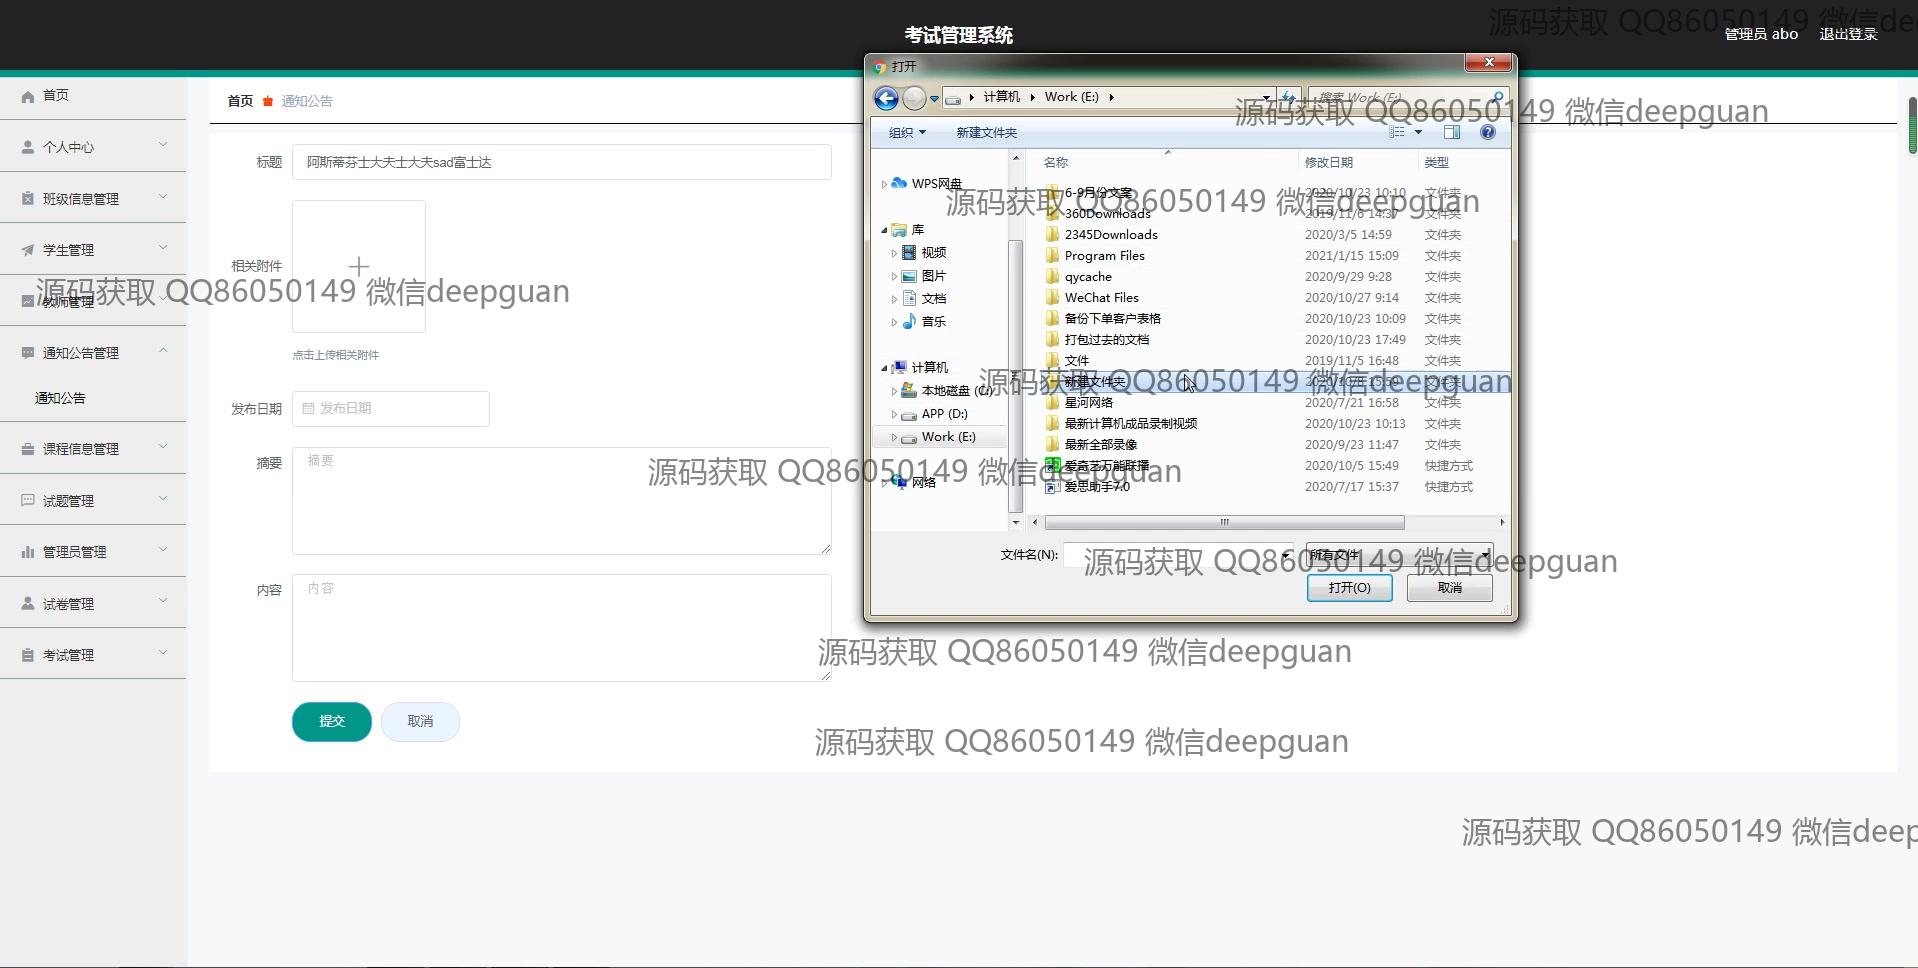 考试管理系统
管理员 abo
退出登录
源码获取 QQ86050149 微信de
首页
个人中心
班级信息管理
学生管理
教师管理
通知公告管理
通知公告
课程信息管理
试题管理
管理员管理
试卷管理
考试管理
首页 通知公告
标题 阿斯蒂芬士大夫士大夫sad富士达
相关附件
点击上传相关附件
发布日期 发布日期
摘要 摘要
内容 内容
提交 取消
打开
计算机 Work (E:)
搜索 Work (E:)
组织 新建文件夹
WPS网盘
库
视频
图片
文档
音乐
计算机
本地磁盘 (C:)
APP (D:)
Work (E:)
网络
名称 修改日期 类型
6-9月份文案 2020/10/23 10:10 文件夹
360Downloads 2019/11/6 14:37 文件夹
2345Downloads 2020/3/5 14:59 文件夹
Program Files 2021/1/15 15:09 文件夹
qycache 2020/9/29 9:28 文件夹
WeChat Files 2020/10/27 9:14 文件夹
备份下单客户表格 2020/10/23 10:09 文件夹
打包过去的文档 2020/10/23 17:49 文件夹
文件 2019/11/5 16:48 文件夹
新建文件夹 2020/10/8 15:59 文件夹
星河网络 2020/7/21 16:58 文件夹
最新计算机成品录制视频 2020/10/23 10:13 文件夹
最新全部录像 2020/9/23 11:47 文件夹
爱奇艺万能联播 2020/10/5 15:49 快捷方式
爱思助手7.0 2020/7/17 15:37 快捷方式
文件名(N):
所有文件
打开(O) 取消
源码获取 QQ86050149 微信deepguan
源码获取 QQ86050149 微信deepguan
源码获取 QQ86050149 微信deepguan
源码获取 QQ86050149 微信deepguan
源码获取 QQ86050149 微信deepguan
源码获取 QQ86050149 微信deepguan
源码获取 QQ86050149 微信deepguan
源码获取 QQ86050149 微信deepguan
源码获取 QQ86050149 微信deep